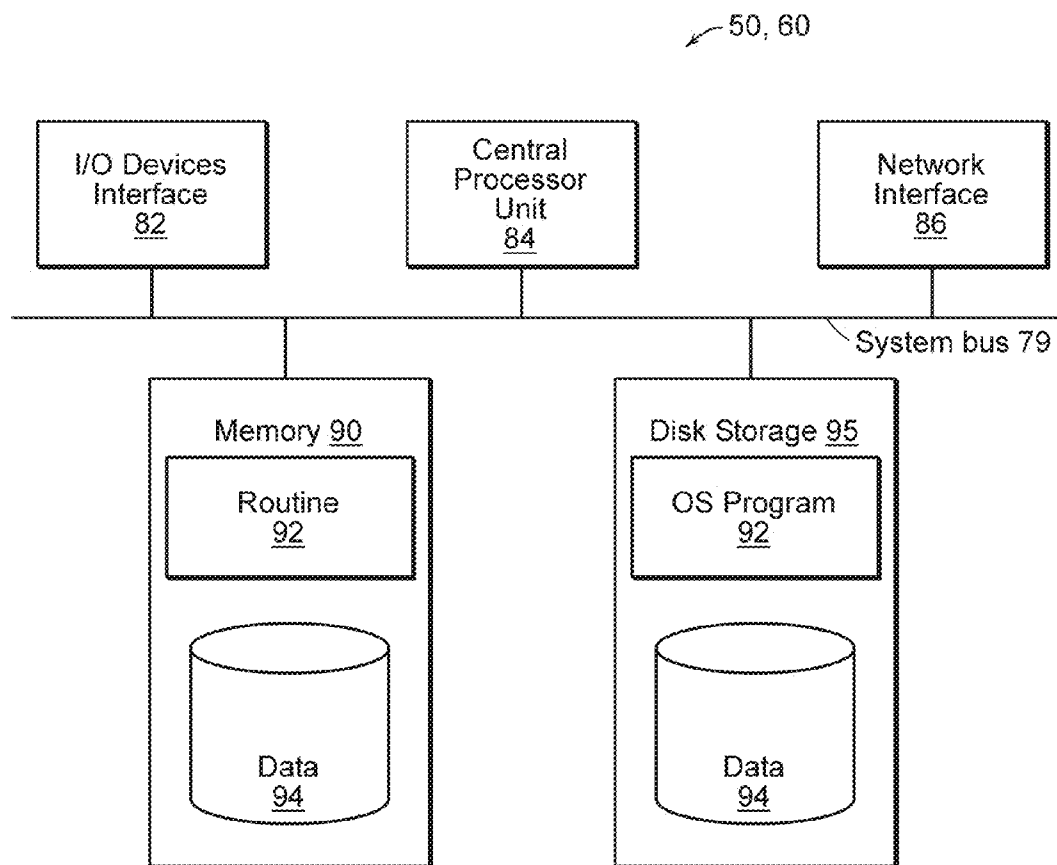 50, 60
I/O Devices
Interface
82
Central
Processor
Unit
84
Network
Interface
86
System bus 79
Memory 90
Routine
92
Data
94
Disk Storage 95
OS Program
92
Data
94